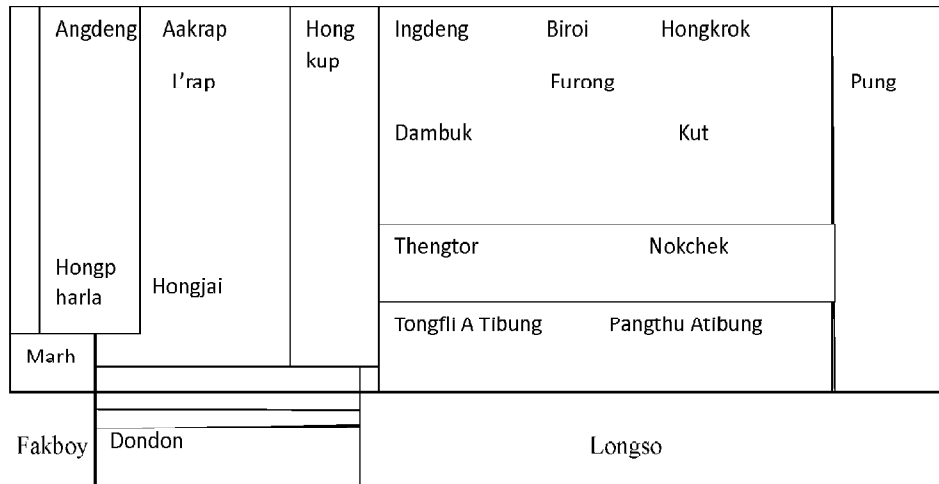 Angdeng Aakrap Hong kup Ingdeng Biroi Hongkrok
I’rap Furong Pung
Dambuk Kut
Thengtor Nokchek
Hongp
harla Hongjai
Tongfli A Tibung Pangthu Atibung
Marh
Fakboy Dondon Longso